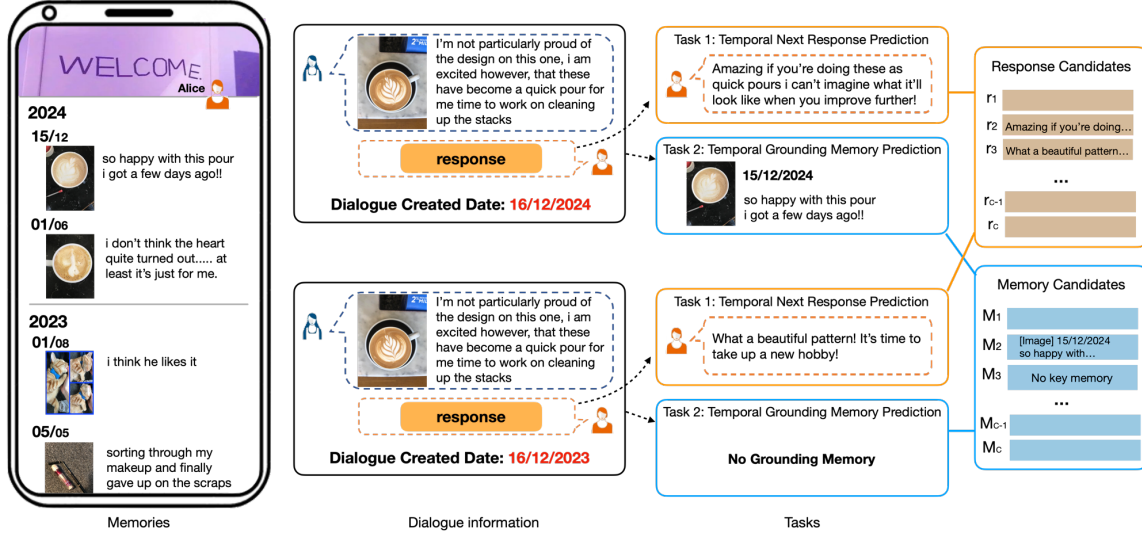 WELCOME.
Alice
2024
15/12
so happy with this pour
i got a few days ago!!
01/06
i don't think the heart
quite turned out..... at
least it's just for me.
2023
01/08
i think he likes it
05/05
sorting through my
makeup and finally
gave up on the scraps
Memories
I'm not particularly proud of
the design on this one, i am
excited however, that these
have become a quick pour for
me time to work on cleaning
up the stacks
response
Dialogue Created Date: 16/12/2024
I'm not particularly proud of
the design on this one, i am
excited however, that these
have become a quick pour for
me time to work on cleaning
up the stacks
response
Dialogue Created Date: 16/12/2023
Dialogue information
Task 1: Temporal Next Response Prediction
Amazing if you're doing these as
quick pours i can't imagine what it'll
look like when you improve further!
Task 2: Temporal Grounding Memory Prediction
15/12/2024
so happy with this pour
i got a few days ago!!
Task 1: Temporal Next Response Prediction
What a beautiful pattern! It's time to
take up a new hobby!
Task 2: Temporal Grounding Memory Prediction
No Grounding Memory
Tasks
Response Candidates
r1
r2 Amazing if you're doing...
r3 What a beautiful pattern...
...
rc-1
rc
Memory Candidates
M1
M2 [Image] 15/12/2024
so happy with...
M3 No key memory
...
Mc-1
Mc